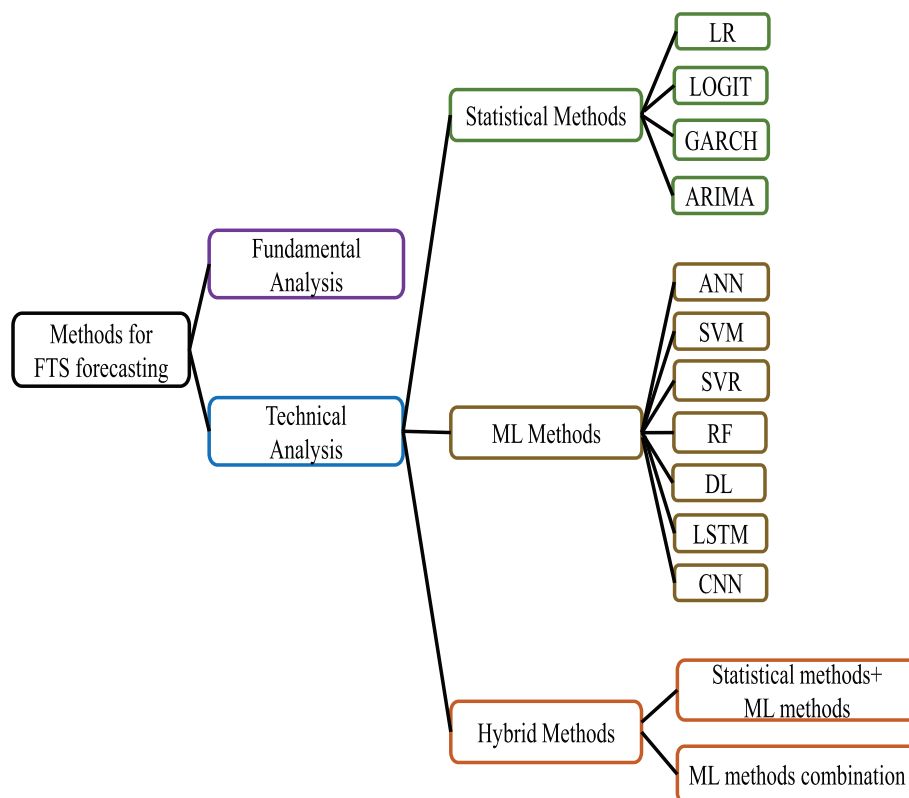 Methods for
FTS forecasting
Fundamental
Analysis
Technical
Analysis
Statistical Methods
LR
LOGIT
GARCH
ARIMA
ML Methods
ANN
SVM
SVR
RF
DL
LSTM
CNN
Hybrid Methods
Statistical methods+
ML methods
ML methods combination